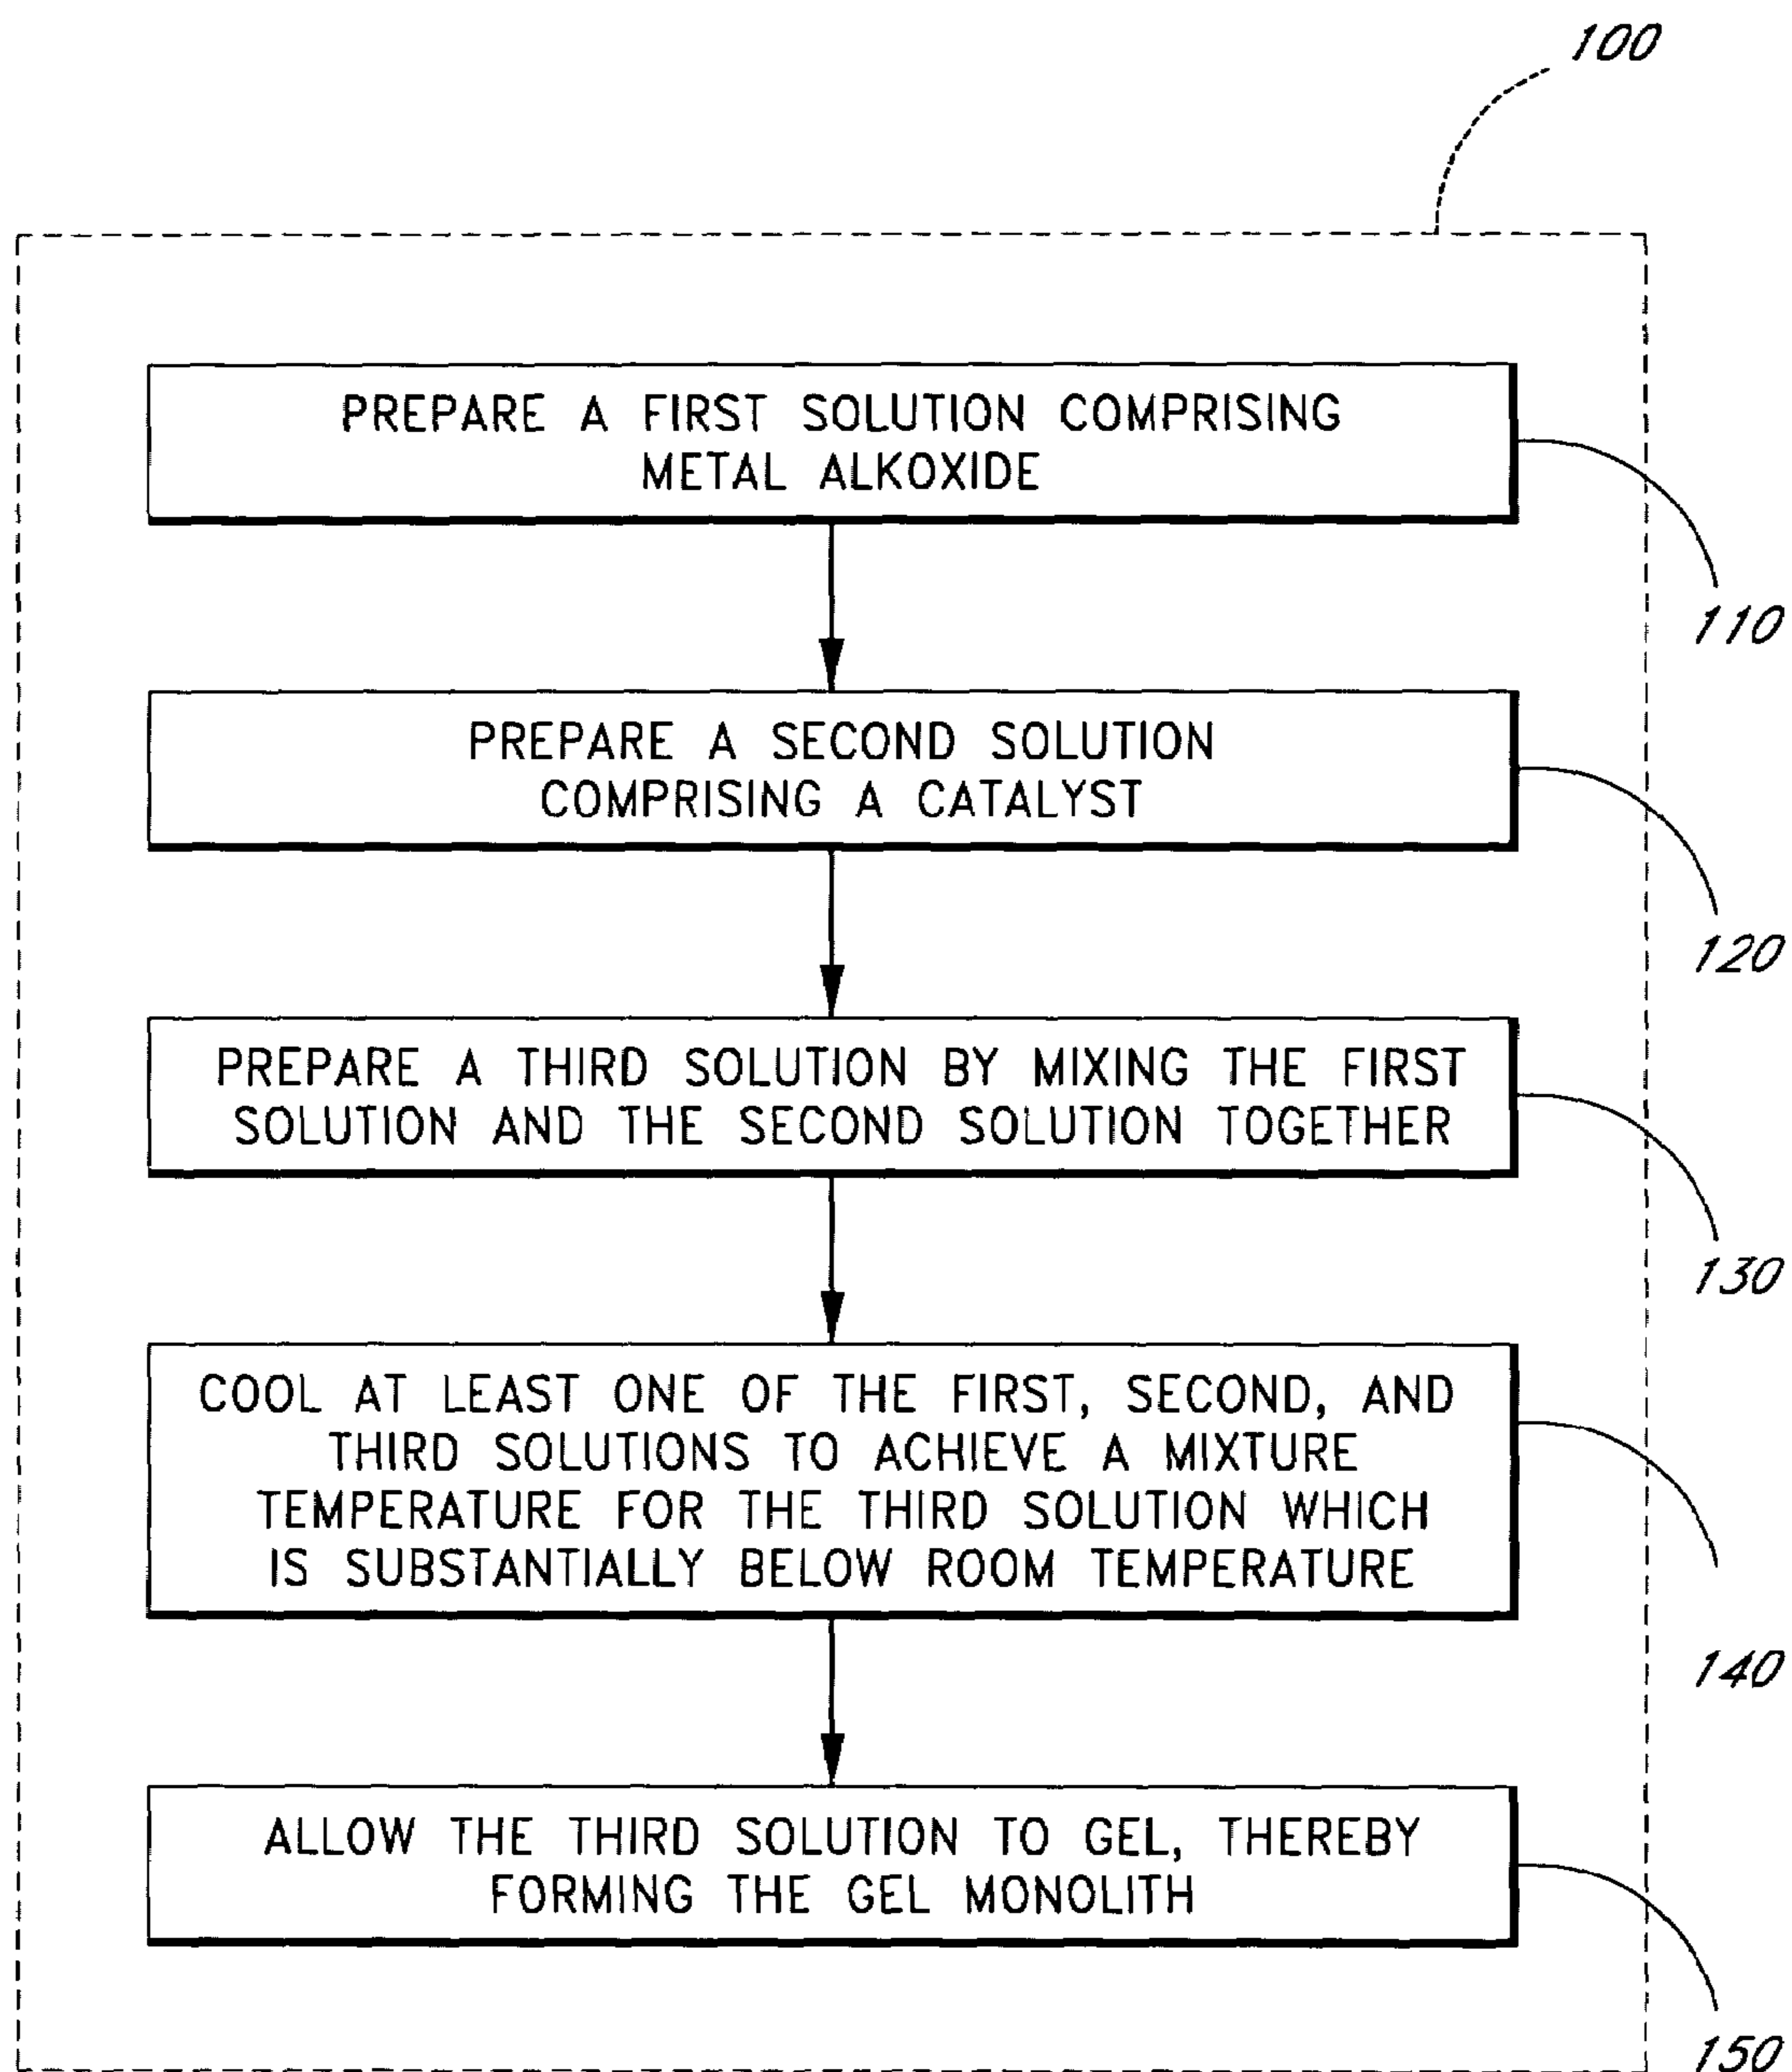 100
PREPARE A FIRST SOLUTION COMPRISING
METAL ALKOXIDE
110
PREPARE A SECOND SOLUTION
COMPRISING A CATALYST
120
PREPARE A THIRD SOLUTION BY MIXING THE FIRST
SOLUTION AND THE SECOND SOLUTION TOGETHER
130
COOL AT LEAST ONE OF THE FIRST, SECOND, AND
THIRD SOLUTIONS TO ACHIEVE A MIXTURE
TEMPERATURE FOR THE THIRD SOLUTION WHICH
IS SUBSTANTIALLY BELOW ROOM TEMPERATURE
140
ALLOW THE THIRD SOLUTION TO GEL, THEREBY
FORMING THE GEL MONOLITH
150